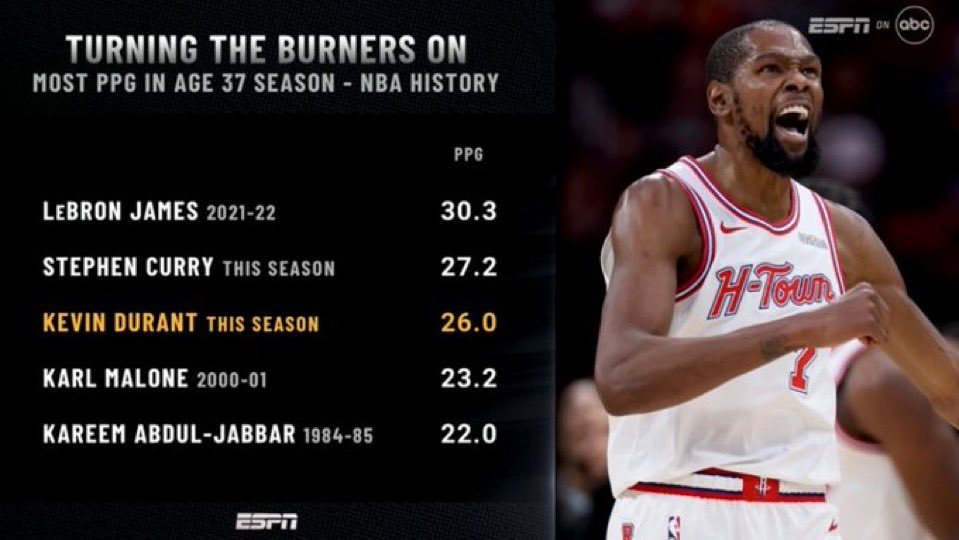 TURNING THE BURNERS ON
MOST PPG IN AGE 37 SEASON - NBA HISTORY
PPG
LEBRON JAMES 2021-22 30.3
STEPHEN CURRY THIS SEASON 27.2
KEVIN DURANT THIS SEASON 26.0
KARL MALONE 2000-01 23.2
KAREEM ABDUL-JABBAR 1984-85 22.0
ESPN
ESPN ON abc
H-Town
7
R